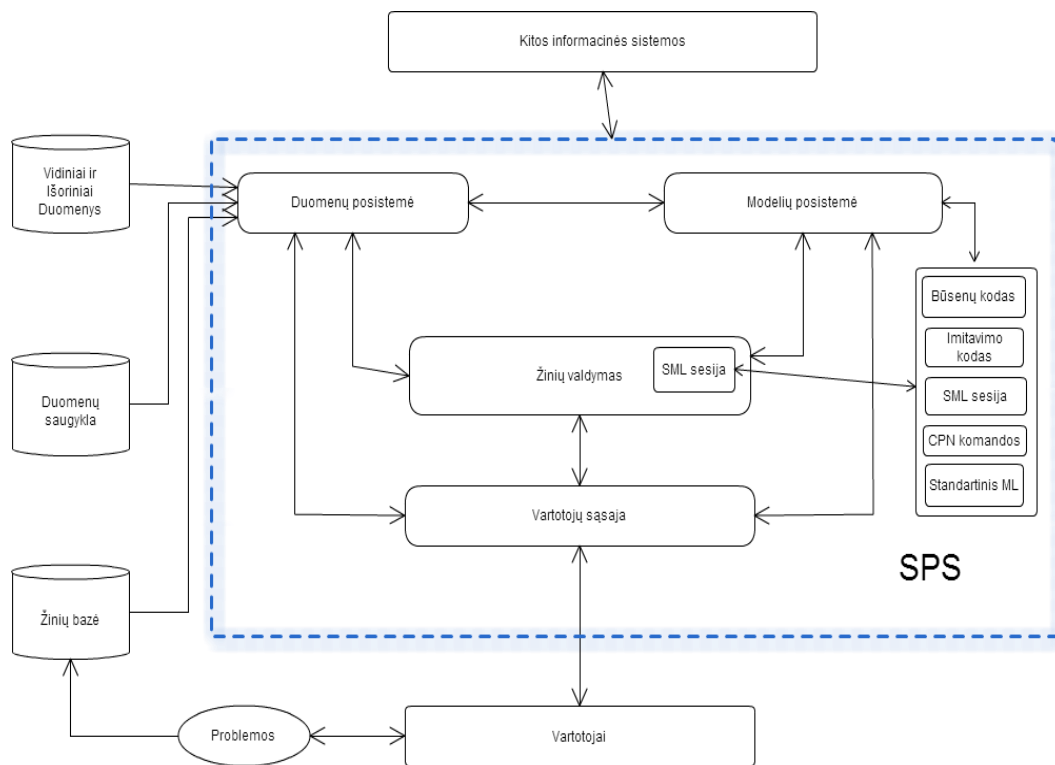 Kitos informacinės sistemos
Vidiniai ir
Išoriniai
Duomenys
Duomenų posistemė
Modelių posistemė
Būsenų kodas
Imitavimo
kodas
SML sesija
CPN komandos
Standartinis ML
Žinių valdymas
SML sesija
Duomenų
saugykla
Vartotojų sąsaja
SPS
Žinių bazė
Problemos
Vartotojai